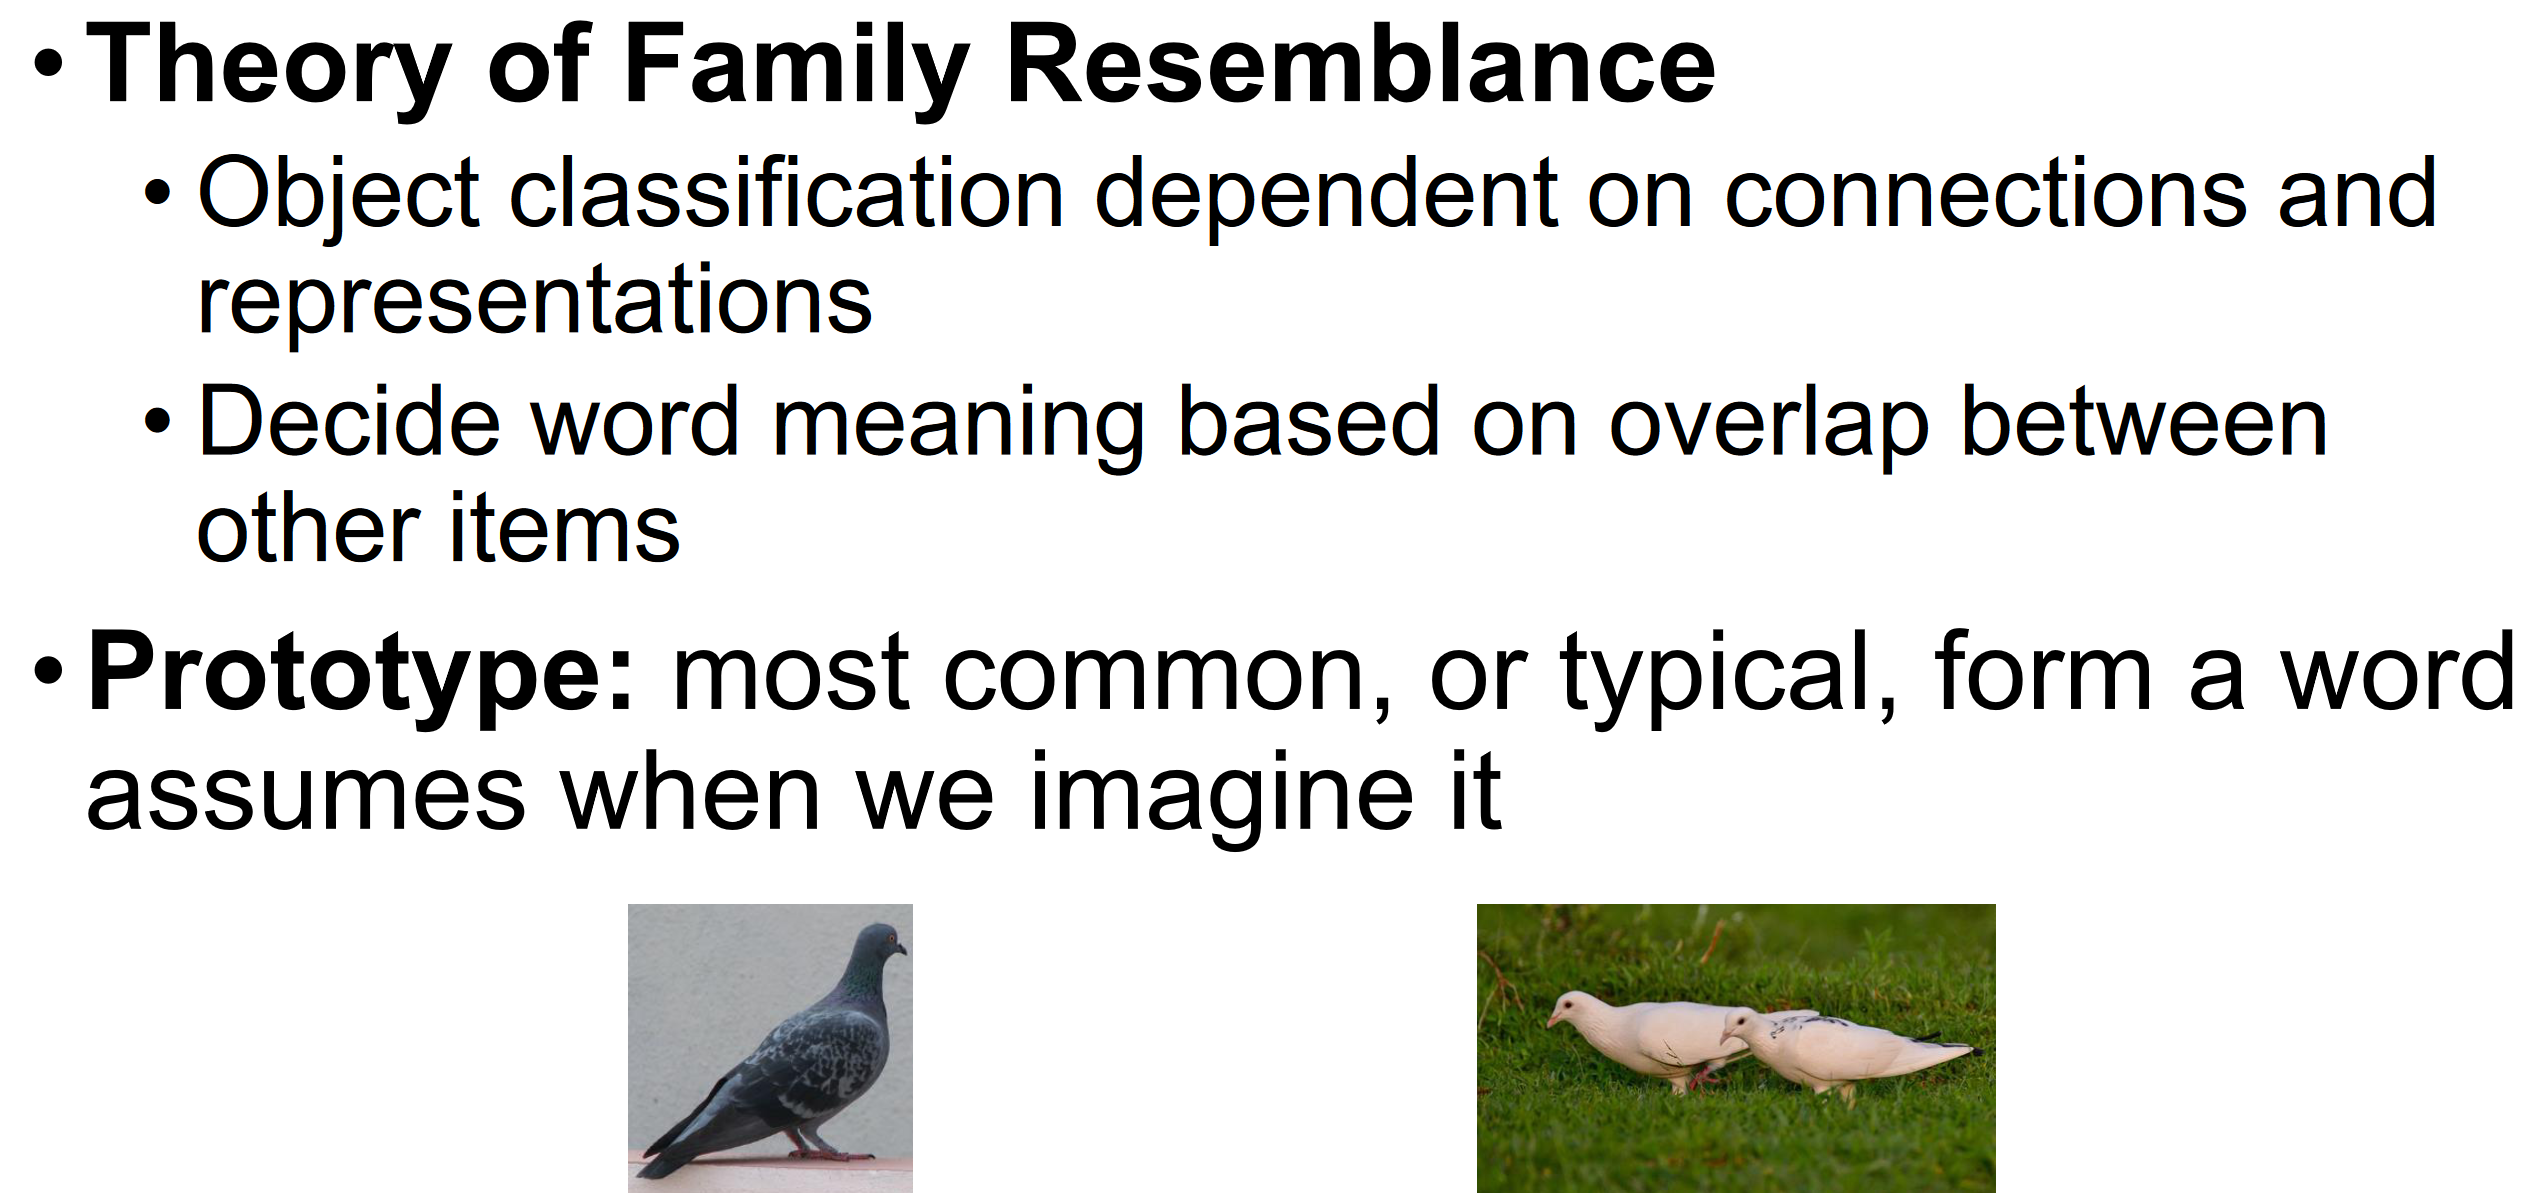 • Theory of Family Resemblance
• Object classification dependent on connections and
representations
• Decide word meaning based on overlap between
other items
• Prototype: most common, or typical, form a word
assumes when we imagine it